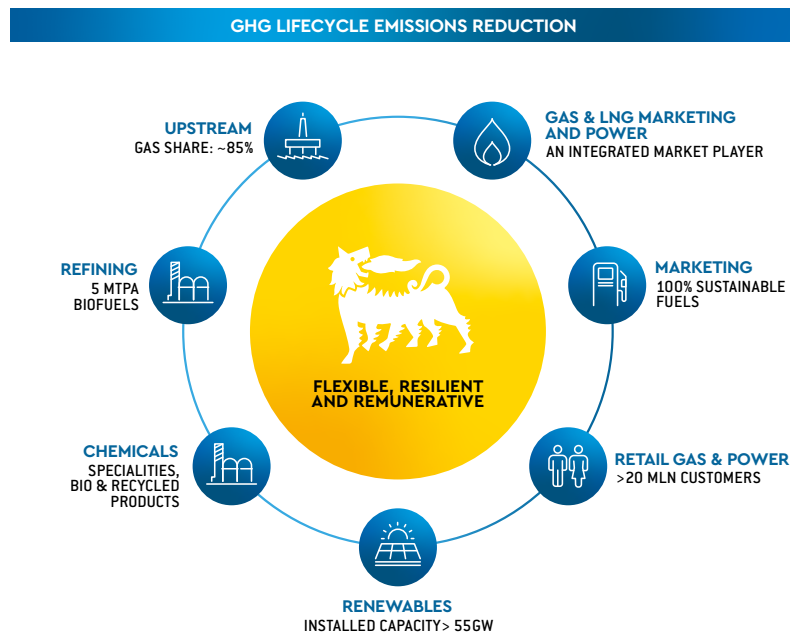 GHG LIFECYCLE EMISSIONS REDUCTION
UPSTREAM
GAS SHARE: ~85%
GAS & LNG MARKETING
AND POWER
AN INTEGRATED MARKET PLAYER
REFINING
5 MTPA
BIOFUELS
MARKETING
100% SUSTAINABLE
FUELS
FLEXIBLE, RESILIENT
AND REMUNERATIVE
CHEMICALS
SPECIALITIES,
BIO & RECYCLED
PRODUCTS
RETAIL GAS & POWER
>20 MLN CUSTOMERS
RENEWABLES
INSTALLED CAPACITY> 55GW